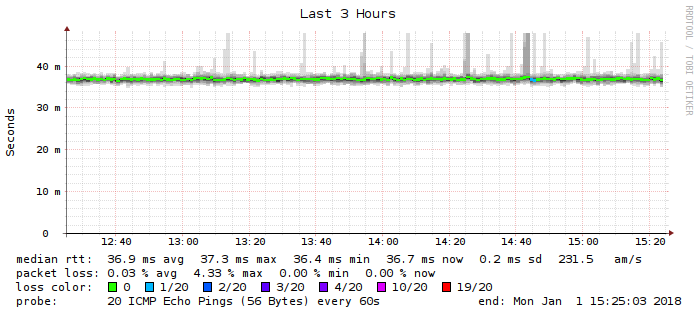 Last 3 Hours
RRDTOOL / TOBI OETIKER
Seconds
40 m
30 m
20 m
10 m
0
12:40 13:00 13:20 13:40 14:00 14:20 14:40 15:00 15:20
median rtt: 36.9 ms avg 37.3 ms max 36.4 ms min 36.7 ms now 0.2 ms sd 231.5 am/s
packet loss: 0.03 % avg 4.33 % max 0.00 % min 0.00 % now
loss color: 0 1/20 2/20 3/20 4/20 10/20 19/20
probe: 20 ICMP Echo Pings (56 Bytes) every 60s end: Mon Jan 1 15:25:03 2018